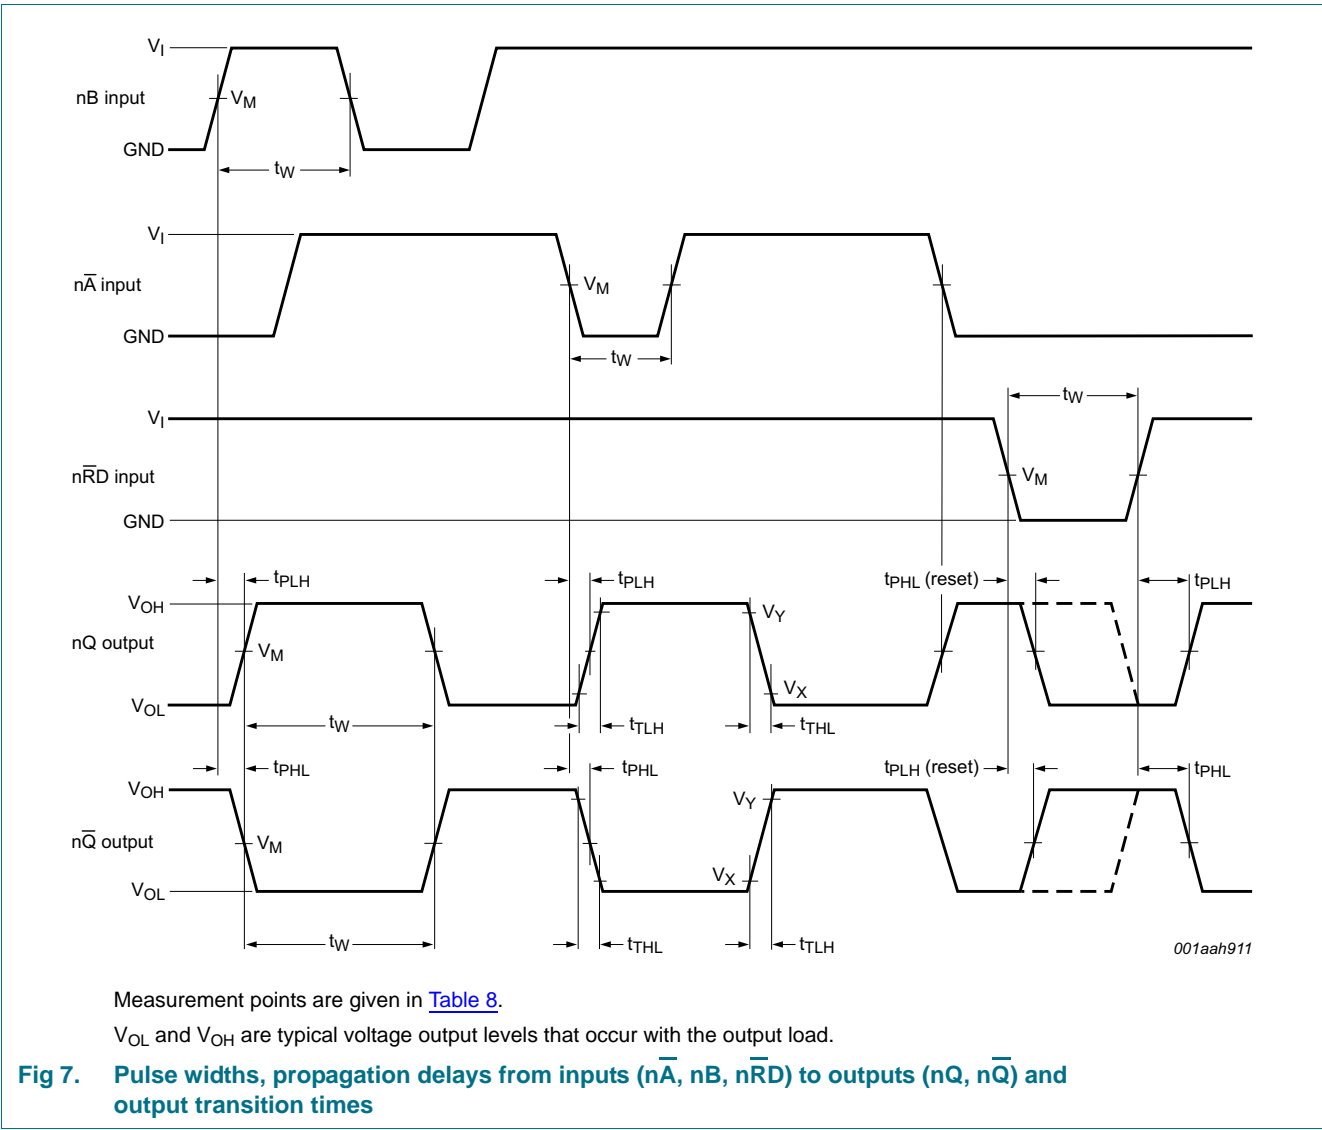 VI
nB input
VM
GND
tW
VI
nA̅ input
VM
GND
tW
VI
tW
nR̅D input
VM
GND
tPLH
tPLH
tPHL (reset)
tPLH
VOH
VY
nQ output
VM
VX
VOL
tW
tTLH
tTHL
tPHL
tPHL
tPLH (reset)
tPHL
VOH
VY
nQ̅ output
VM
VX
VOL
tW
tTHL
tTLH
001aah911
Measurement points are given in Table 8.
VOL and VOH are typical voltage output levels that occur with the output load.
Fig 7. Pulse widths, propagation delays from inputs (nA̅, nB, nR̅D) to outputs (nQ, nQ̅) and
output transition times